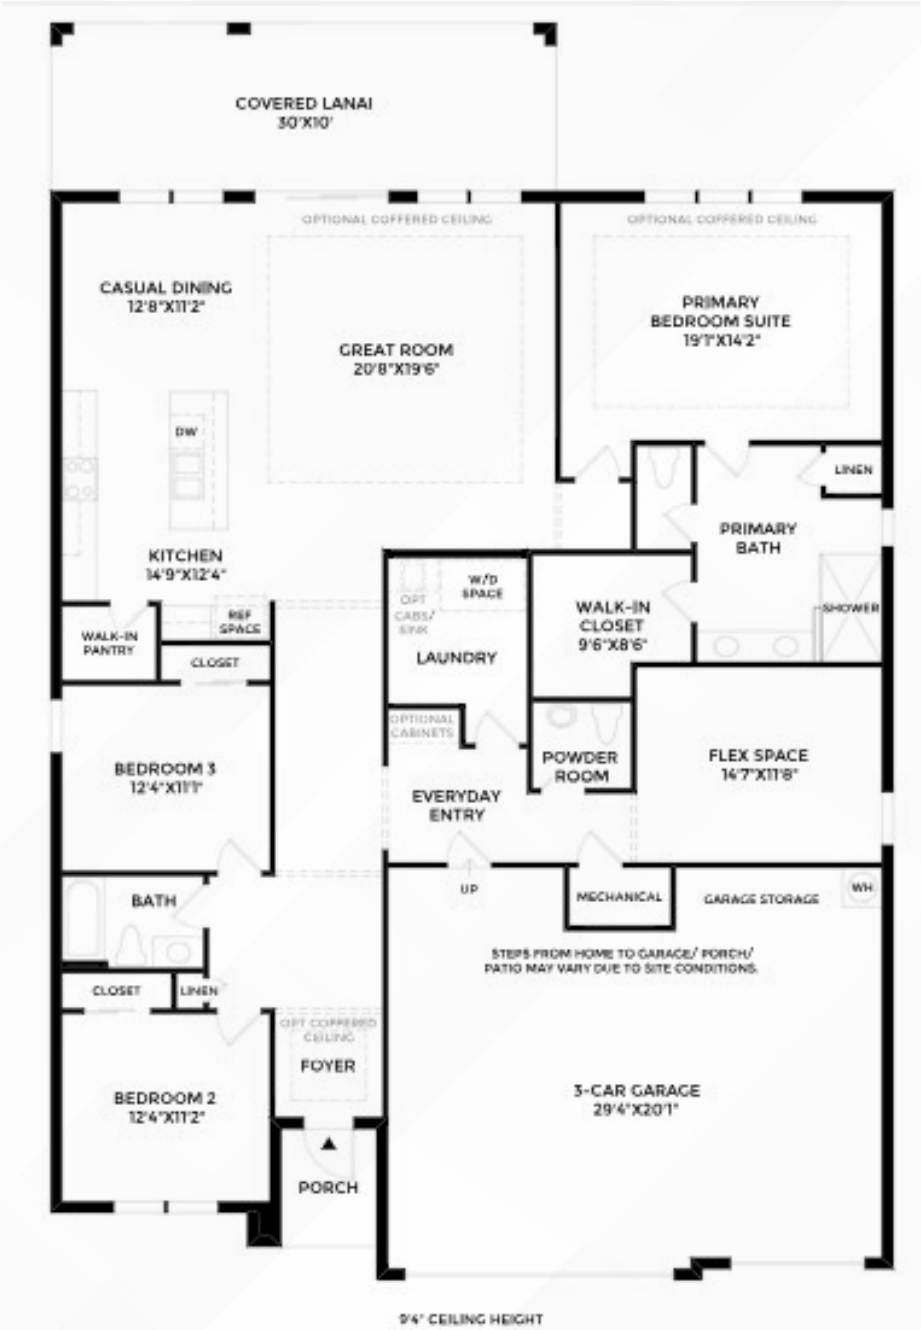 COVERED LANAI
30'X10'
OPTIONAL COFFERED CEILING
OPTIONAL COFFERED CEILING
CASUAL DINING
12'8"X11'2"
PRIMARY
BEDROOM SUITE
19'1"X14'2"
GREAT ROOM
20'8"X19'6"
DW
LINEN
PRIMARY
BATH
KITCHEN
14'9"X12'4"
W/D
SPACE
OPT
CABS/
SINK
WALK-IN
CLOSET
9'6"X8'6"
SHOWER
REF
SPACE
WALK-IN
PANTRY
CLOSET
LAUNDRY
OPTIONAL
CABINETS
POWDER
ROOM
FLEX SPACE
14'7"X11'8"
BEDROOM 3
12'4"X11'1"
EVERYDAY
ENTRY
UP
MECHANICAL
GARAGE STORAGE
WH
BATH
STEPS FROM HOME TO GARAGE/ PORCH/
PATIO MAY VARY DUE TO SITE CONDITIONS.
CLOSET
LINEN
OPT COFFERED
CEILING
FOYER
BEDROOM 2
12'4"X11'2"
3-CAR GARAGE
29'4"X20'1"
PORCH
9'4" CEILING HEIGHT